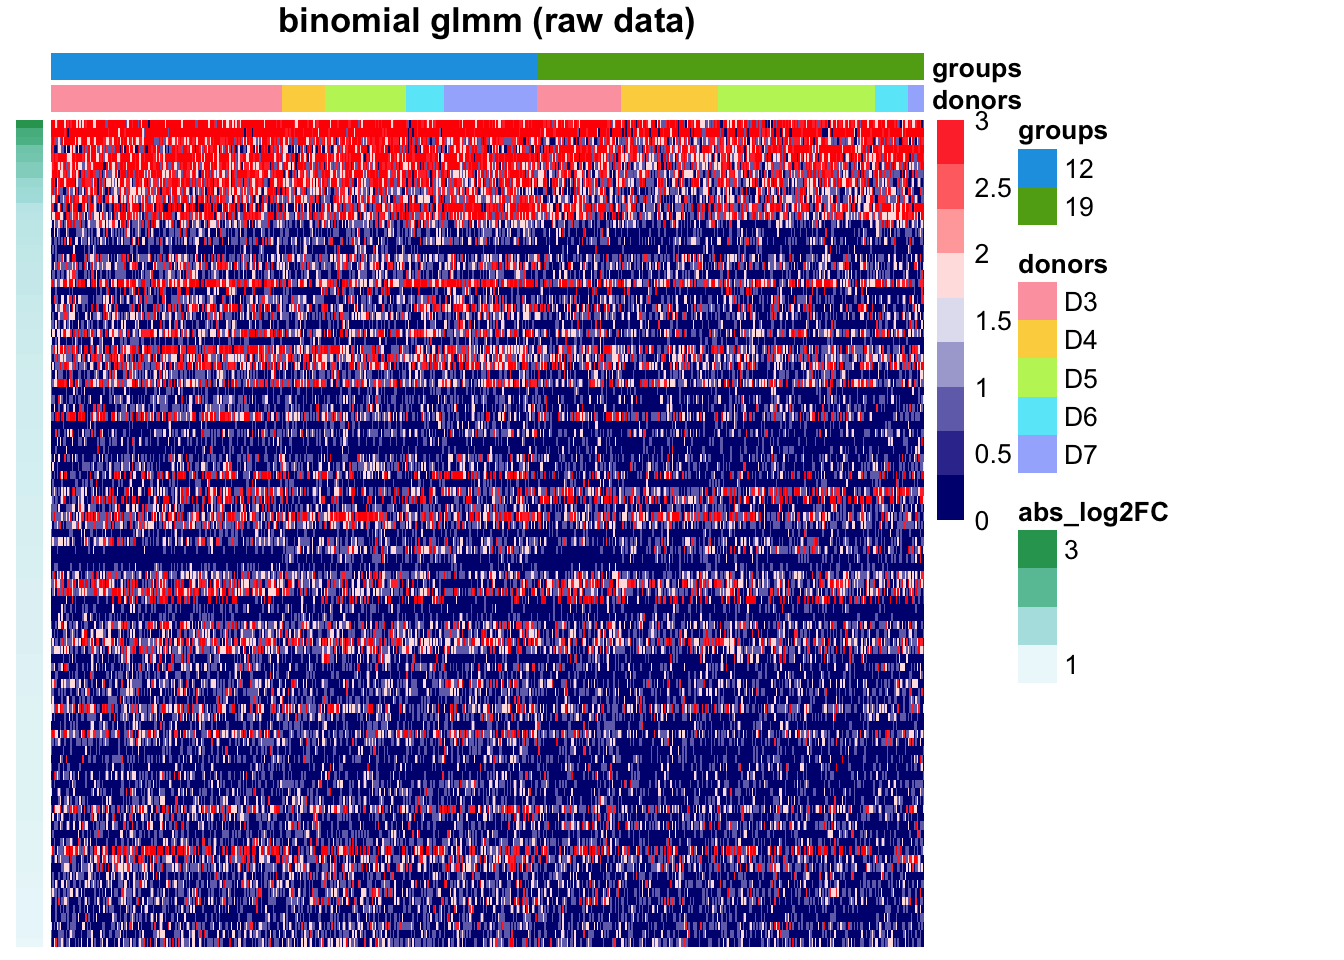 binomial glmm (raw data)
groups
donors
3
2.5
2
1.5
1
0.5
0
groups
12
19
donors
D3
D4
D5
D6
D7
abs_log2FC
3
1